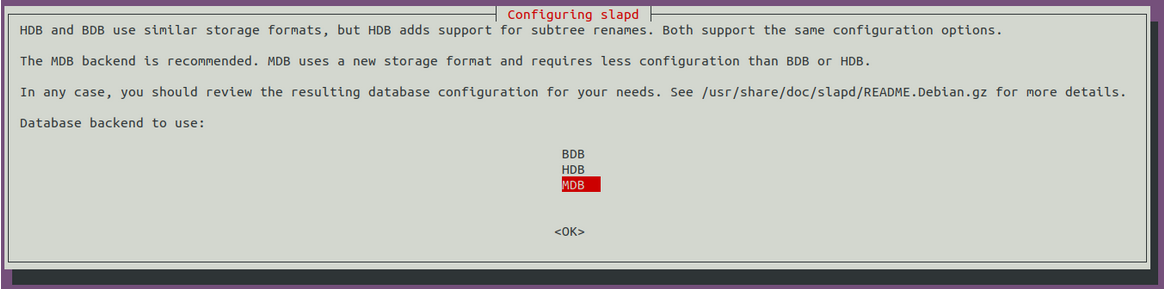 Configuring slapd
HDB and BDB use similar storage formats, but HDB adds support for subtree renames. Both support the same configuration options.
The MDB backend is recommended. MDB uses a new storage format and requires less configuration than BDB or HDB.
In any case, you should review the resulting database configuration for your needs. See /usr/share/doc/slapd/README.Debian.gz for more details.
Database backend to use:
BDB
HDB
MDB
<OK>